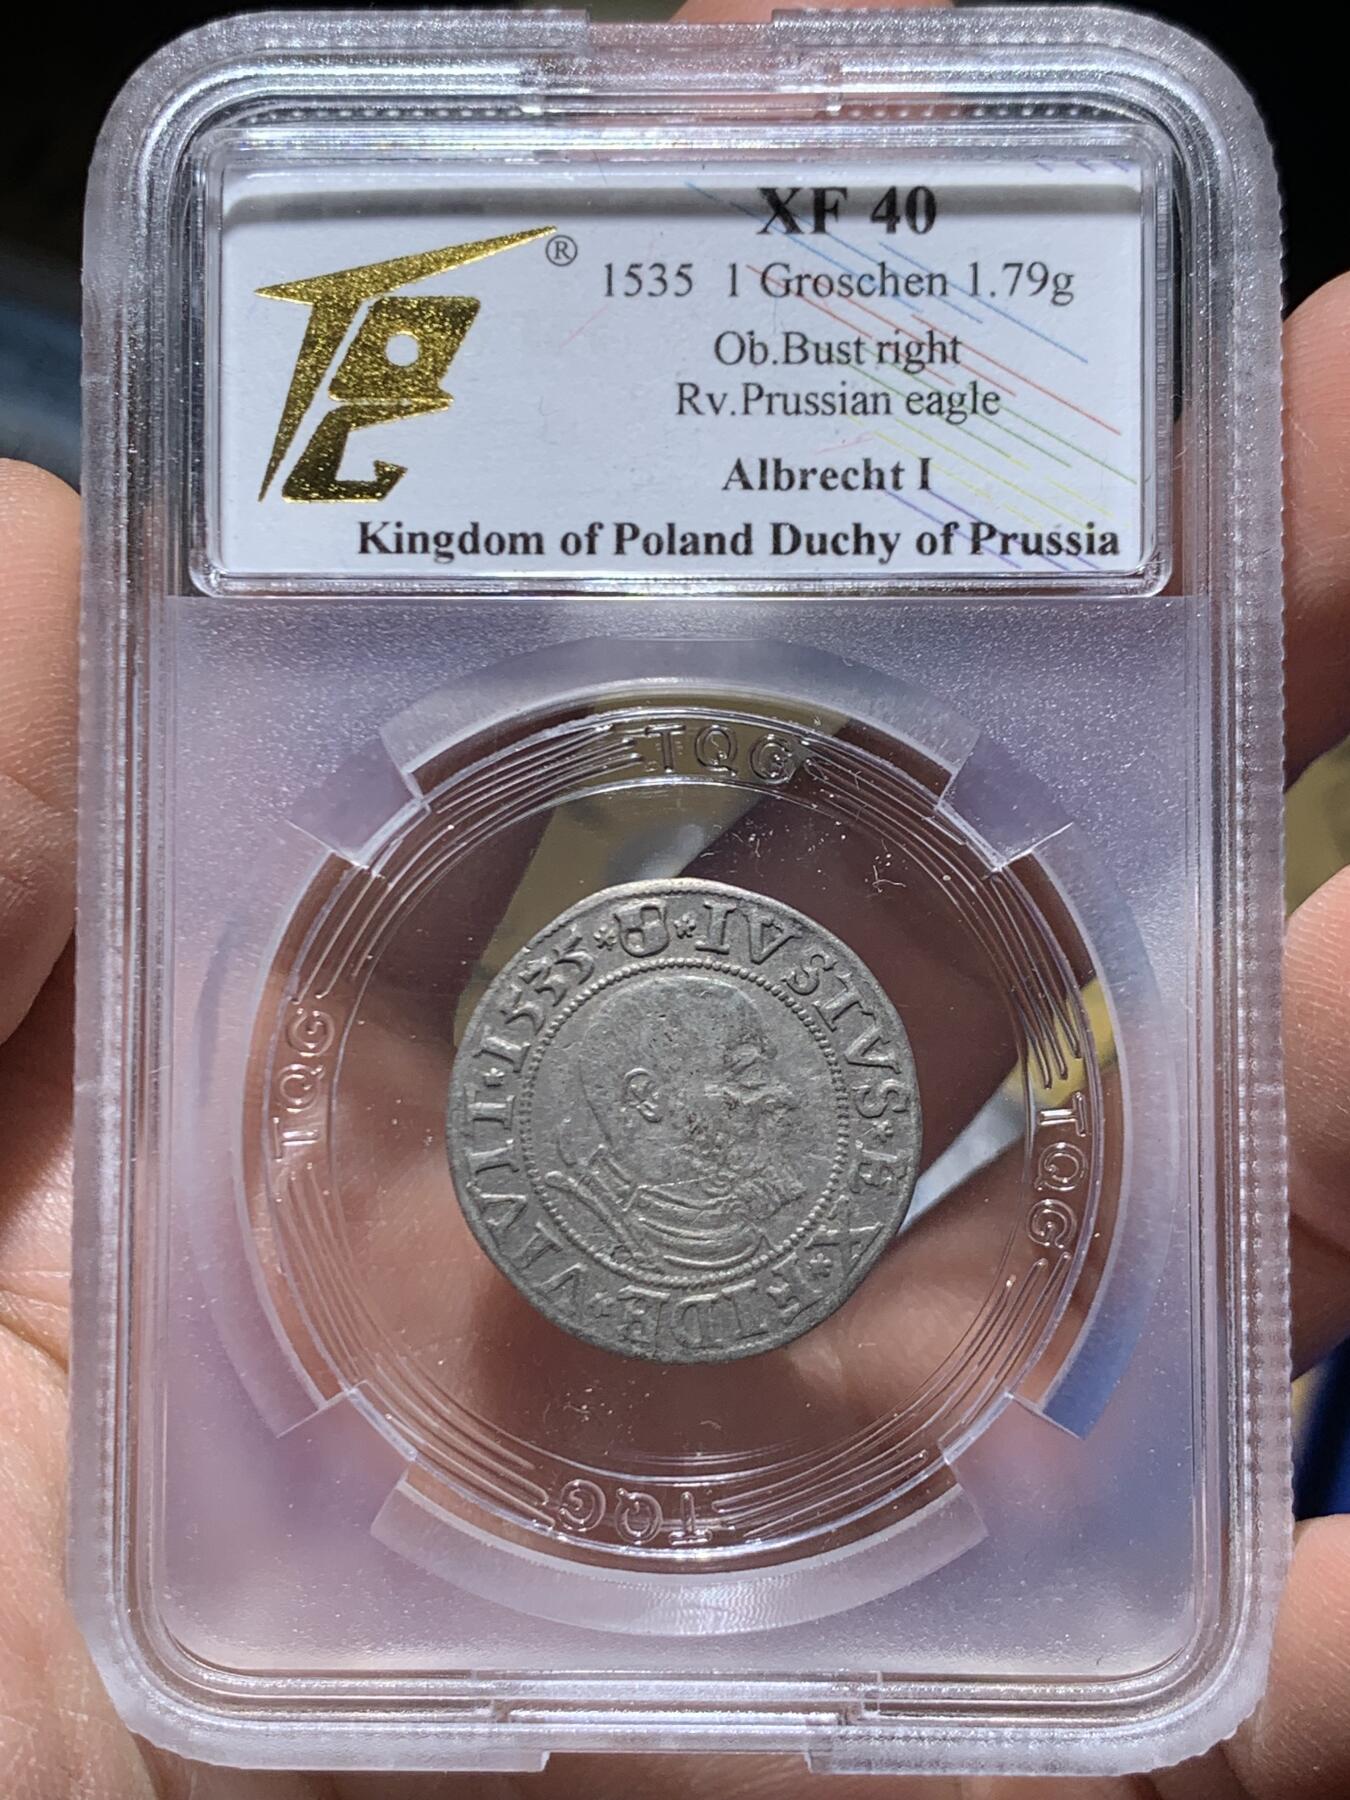 ®
XF 40
1535 1 Groschen 1.79g
Ob.Bust right
Rv.Prussian eagle
Albrecht I
Kingdom of Poland Duchy of Prussia
TQG
TQG
TQG
TQG
IVSTVS * EX * FIDE * VIVIT * 1535 *